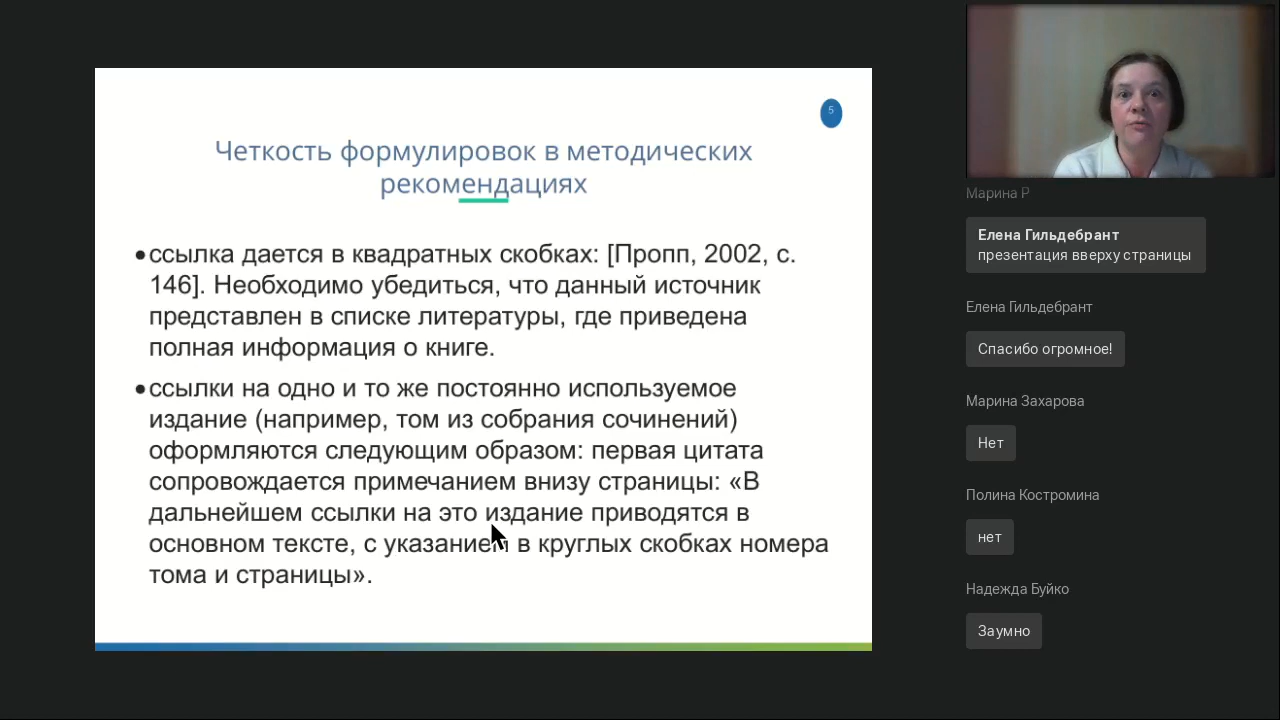 5
Четкость формулировок в методических
рекомендациях
•ссылка дается в квадратных скобках: [Пропп, 2002, с.
146]. Необходимо убедиться, что данный источник
представлен в списке литературы, где приведена
полная информация о книге.
•ссылки на одно и то же постоянно используемое
издание (например, том из собрания сочинений)
оформляются следующим образом: первая цитата
сопровождается примечанием внизу страницы: «В
дальнейшем ссылки на это издание приводятся в
основном тексте, с указанием в круглых скобках номера
тома и страницы».
Марина Р
Елена Гильдебрант
презентация вверху страницы
Елена Гильдебрант
Спасибо огромное!
Марина Захарова
Нет
Полина Костромина
нет
Надежда Буйко
Заумно